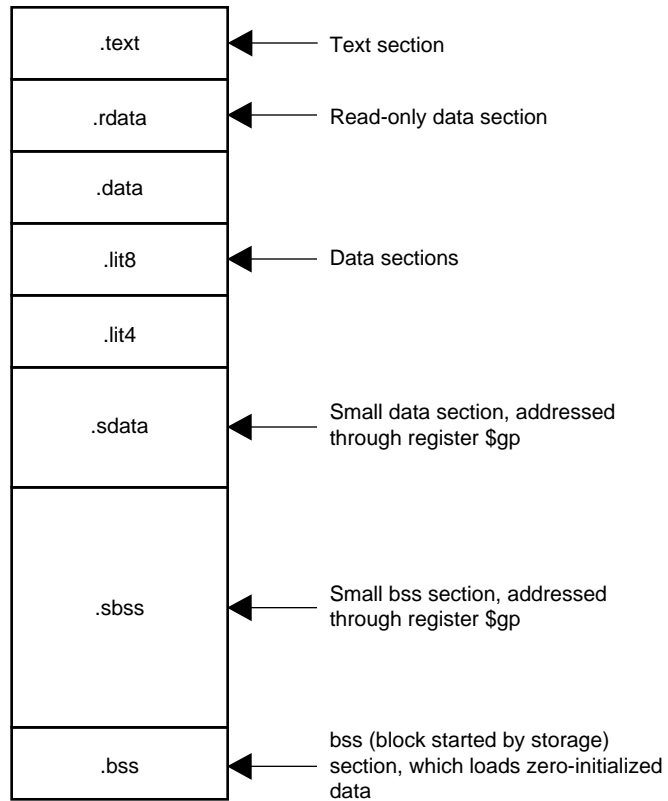 .text
Text section
.rdata
Read-only data section
.data
.lit8
Data sections
.lit4
.sdata
Small data section, addressed
through register $gp
.sbss
Small bss section, addressed
through register $gp
.bss
bss (block started by storage)
section, which loads zero-initialized
data